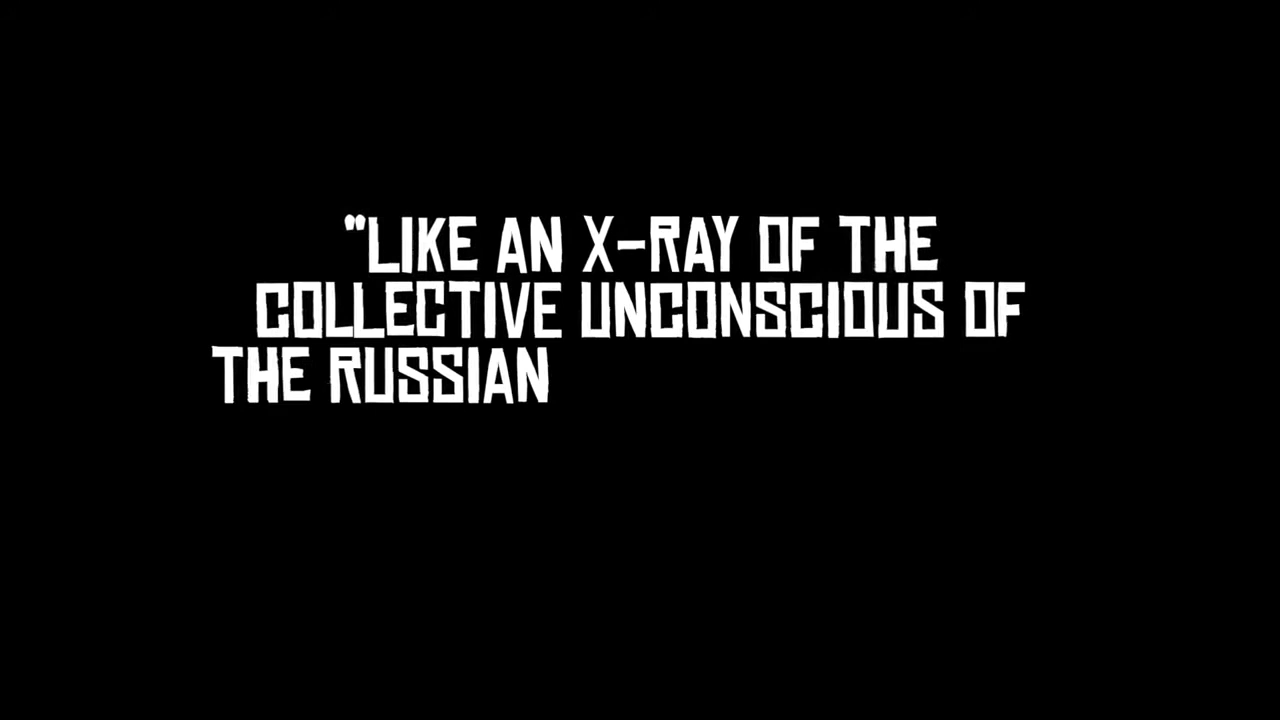 "LIKE AN X-RAY OF THE
COLLECTIVE UNCONSCIOUS OF
THE RUSSIAN